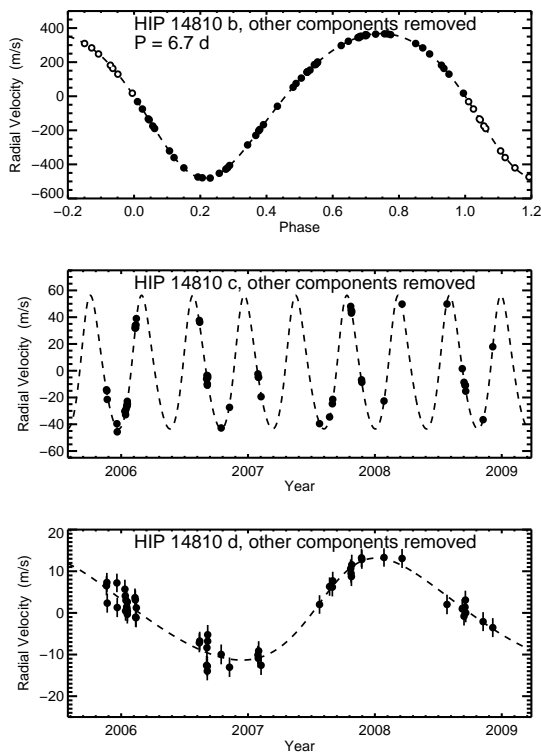 HIP 14810 b, other components removed
P = 6.7 d
400
200
0
−200
−400
−600
Radial Velocity (m/s)
−0.2 0.0 0.2 0.4 0.6 0.8 1.0 1.2
Phase
HIP 14810 c, other components removed
60
40
20
0
−20
−40
−60
Radial Velocity (m/s)
2006 2007 2008 2009
Year
HIP 14810 d, other components removed
20
10
0
−10
−20
Radial Velocity (m/s)
2006 2007 2008 2009
Year